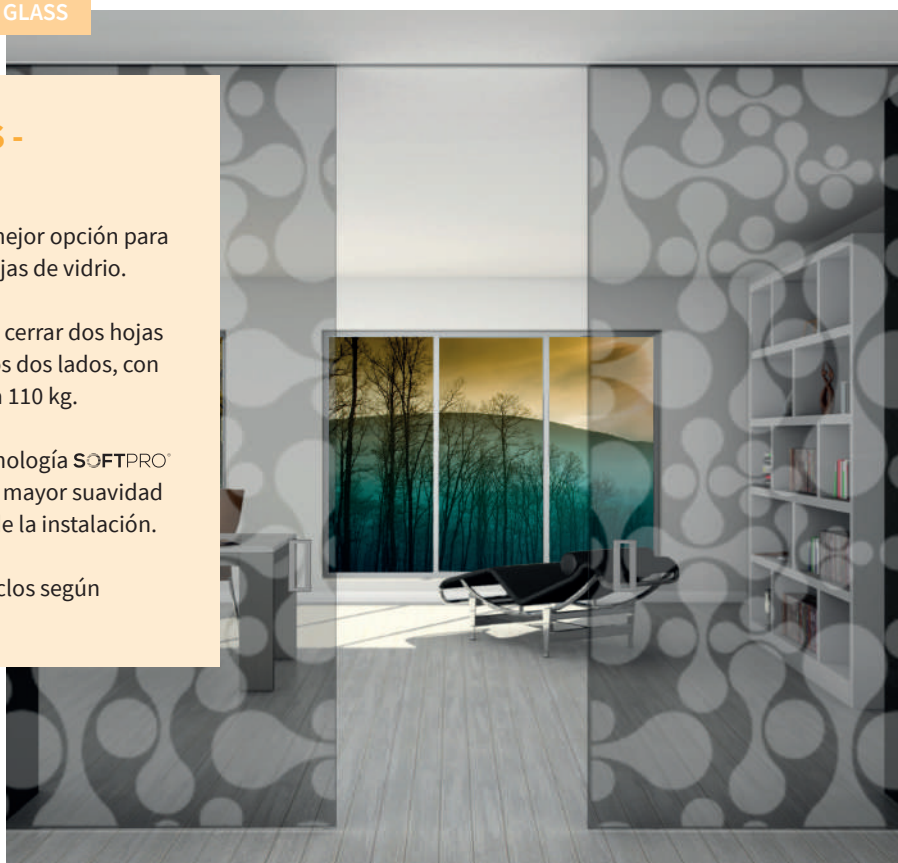 GLASS
S -
mejor opción para
jas de vidrio.
cerrar dos hojas
s dos lados, con
110 kg.
nología SOFTPRO®
mayor suavidad
e la instalación.
clos según